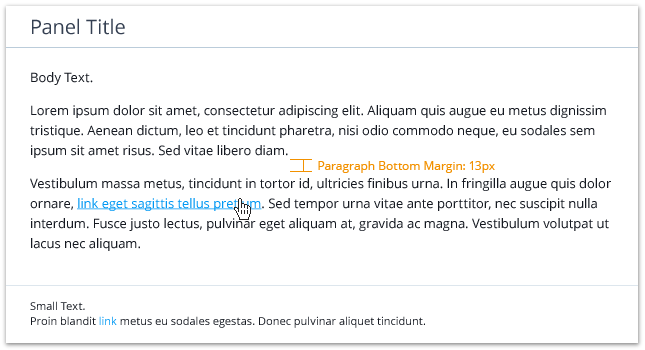 Panel Title
Body Text.
Lorem ipsum dolor sit amet, consectetur adipiscing elit. Aliquam quis augue eu metus dignissim
tristique. Aenean dictum, leo et tincidunt pharetra, nisi odio commodo neque, eu sodales sem
ipsum sit amet risus. Sed vitae libero diam.
Paragraph Bottom Margin: 13px
Vestibulum massa metus, tincidunt in tortor id, ultricies finibus urna. In fringilla augue quis dolor
ornare, link eget sagittis tellus pretium. Sed tempor urna vitae ante porttitor, nec suscipit nulla
interdum. Fusce justo lectus, pulvinar eget aliquam at, gravida ac magna. Vestibulum volutpat ut
lacus nec aliquam.
Small Text.
Proin blandit link metus eu sodales egestas. Donec pulvinar aliquet tincidunt.